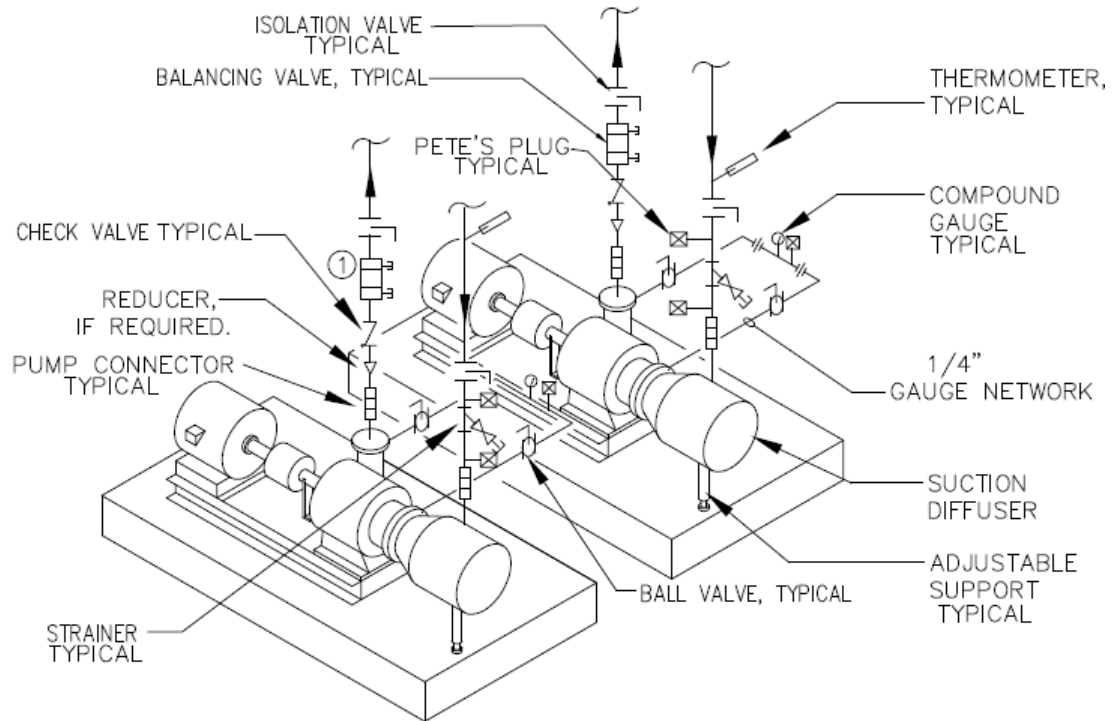 ISOLATION VALVE
TYPICAL
BALANCING VALVE, TYPICAL
THERMOMETER,
TYPICAL
PETE'S PLUG
TYPICAL
COMPOUND
GAUGE
TYPICAL
CHECK VALVE TYPICAL
1
REDUCER,
IF REQUIRED.
PUMP CONNECTOR
TYPICAL
1/4"
GAUGE NETWORK
SUCTION
DIFFUSER
ADJUSTABLE
SUPPORT
TYPICAL
BALL VALVE, TYPICAL
STRAINER
TYPICAL